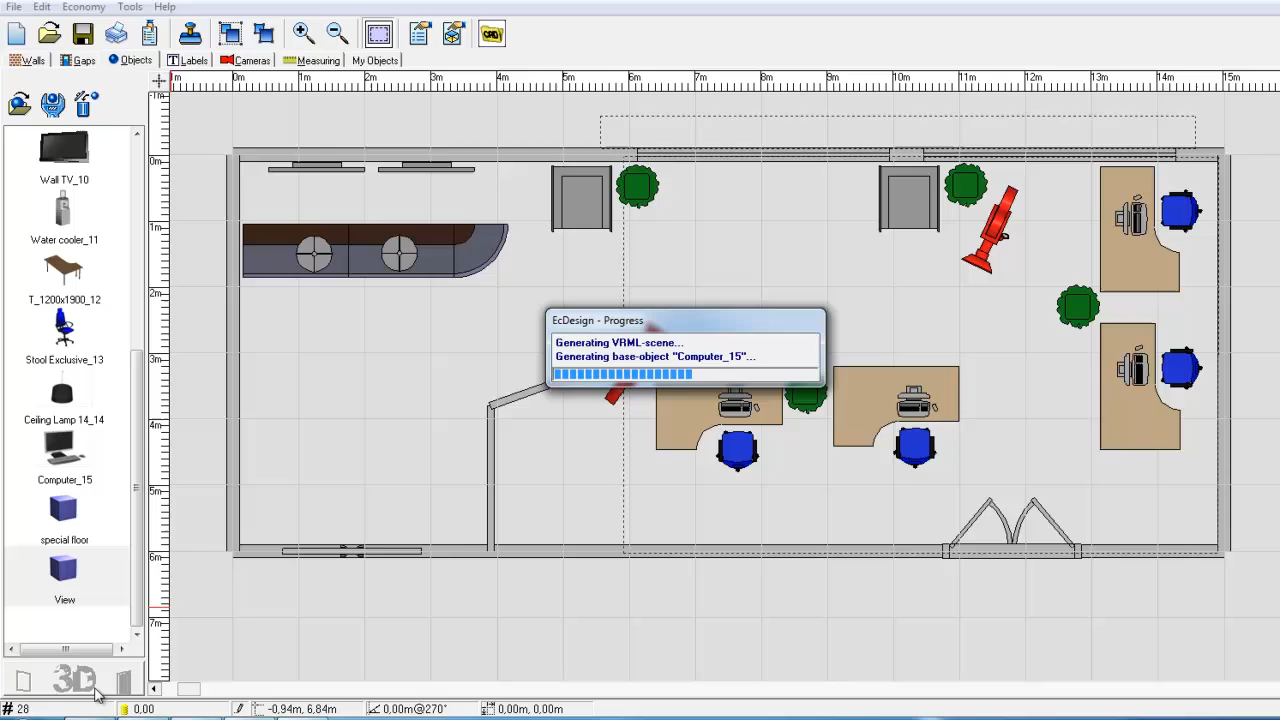 File Edit Economy Tools Help
CAD
Walls Gaps Objects Labels Cameras Measuring My Objects
0m 1m 2m 3m 4m 5m 6m 7m 8m 9m 10m 11m 12m 13m 14m 15m
0m
1m
2m
3m
4m
5m
6m
7m
Wall TV_10
Water cooler_11
T_1200x1900_12
Stool Exclusive_13
Ceiling Lamp 14_14
Computer_15
special floor
View
EcDesign - Progress
Generating VRML-scene...
Generating base-object "Computer_15"...
3D
# 28 0,00 -0,94m, 6,84m 0,00m@270° 0,00m, 0,00m